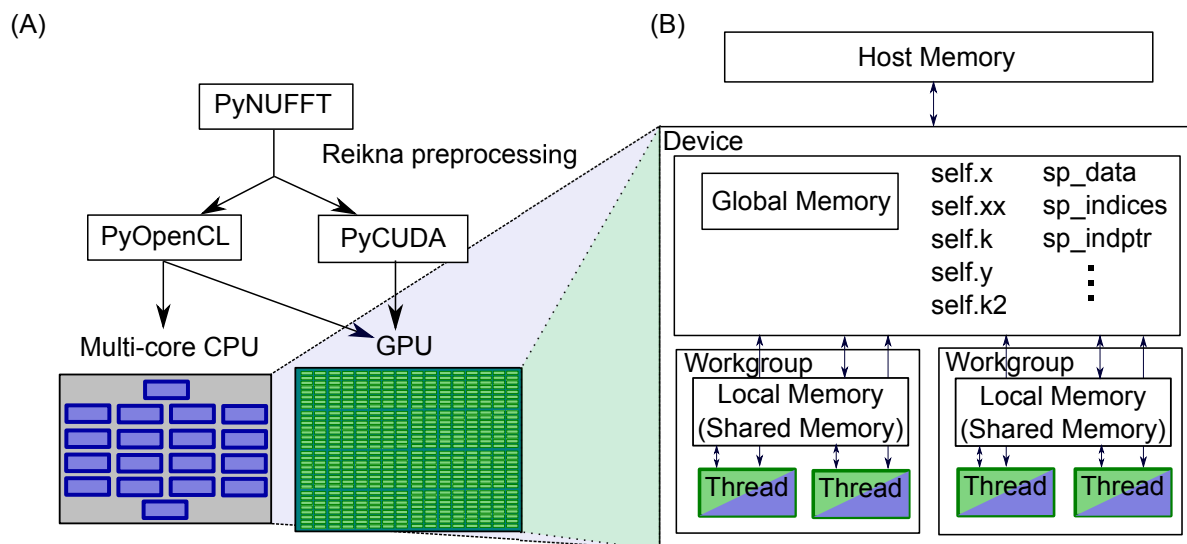 (A)
PyNUFFT
Reikna preprocessing
PyOpenCL
PyCUDA
Multi-core CPU
GPU
(B)
Host Memory
Device
Global Memory
self.x
self.xx
self.k
self.y
self.k2
sp_data
sp_indices
sp_indptr
Workgroup
Local Memory
(Shared Memory)
Thread
Thread
Workgroup
Local Memory
(Shared Memory)
Thread
Thread